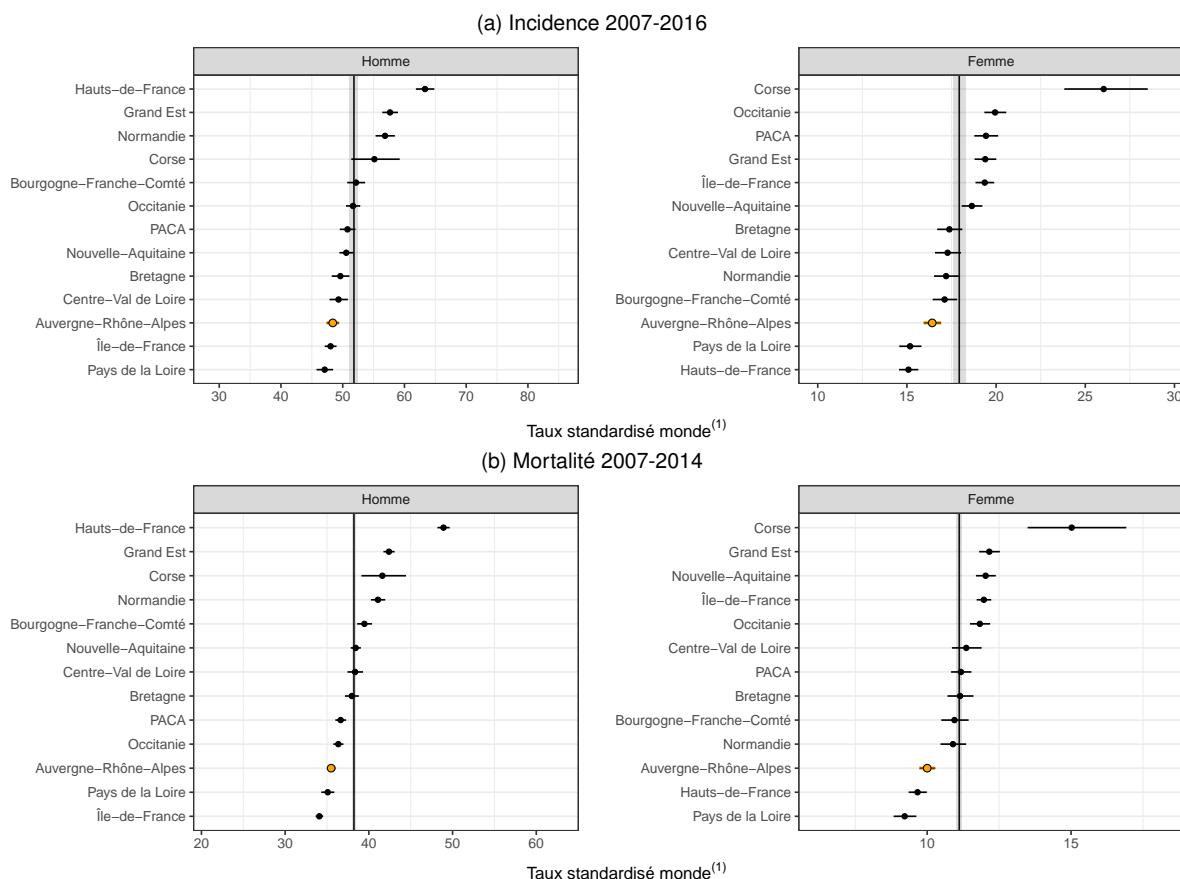 (a) Incidence 2007-2016
Homme
Hauts−de−France
Grand Est
Normandie
Corse
Bourgogne−Franche−Comté
Occitanie
PACA
Nouvelle−Aquitaine
Bretagne
Centre−Val de Loire
Auvergne−Rhône−Alpes
Île−de−France
Pays de la Loire
30 40 50 60 70 80
Femme
Corse
Occitanie
PACA
Grand Est
Île−de−France
Nouvelle−Aquitaine
Bretagne
Centre−Val de Loire
Normandie
Bourgogne−Franche−Comté
Auvergne−Rhône−Alpes
Pays de la Loire
Hauts−de−France
10 15 20 25 30
Taux standardisé monde(1)
(b) Mortalité 2007-2014
Homme
Hauts−de−France
Grand Est
Corse
Normandie
Bourgogne−Franche−Comté
Nouvelle−Aquitaine
Centre−Val de Loire
Bretagne
PACA
Occitanie
Auvergne−Rhône−Alpes
Pays de la Loire
Île−de−France
20 30 40 50 60
Femme
Corse
Grand Est
Nouvelle−Aquitaine
Île−de−France
Occitanie
Centre−Val de Loire
PACA
Bretagne
Bourgogne−Franche−Comté
Normandie
Auvergne−Rhône−Alpes
Hauts−de−France
Pays de la Loire
10 15
Taux standardisé monde(1)